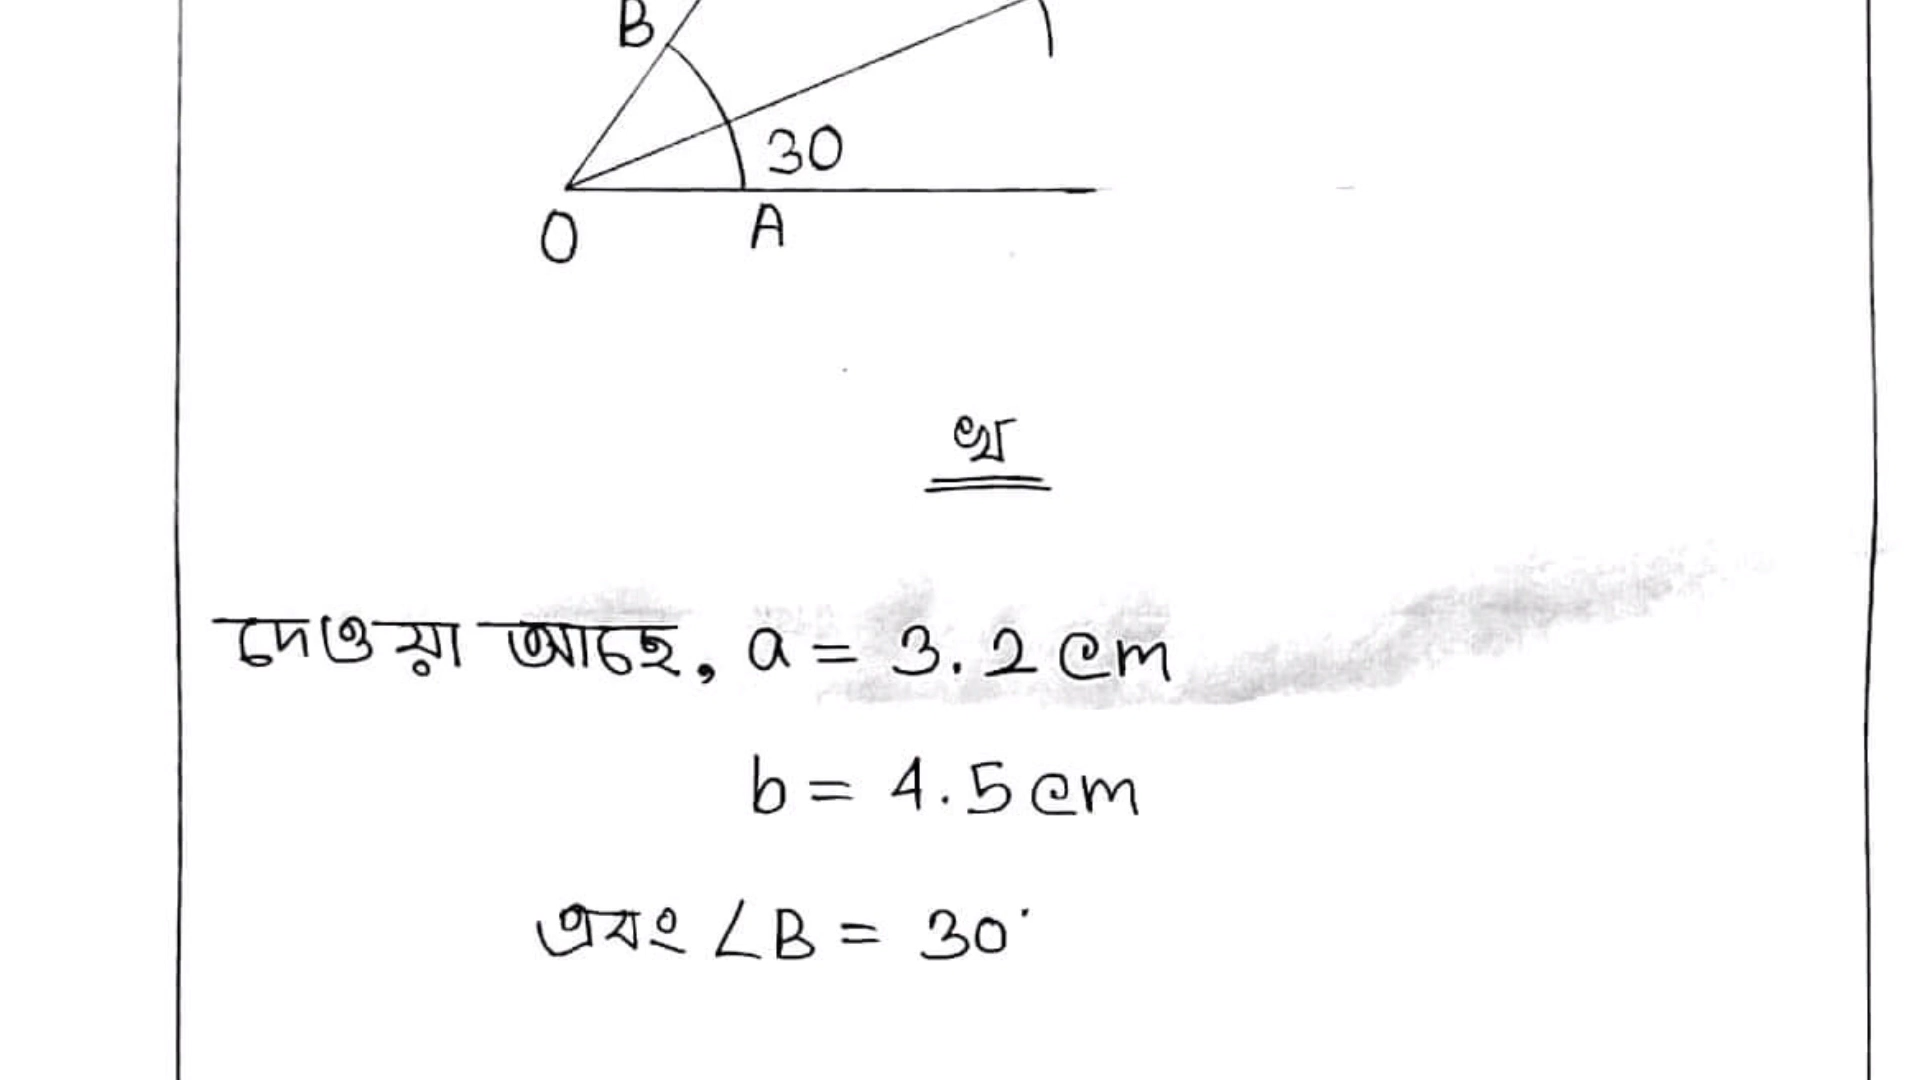 B
30
O A
খ
দেওয়া আছে, a = 3.2 cm
b = 4.5 cm
এবং ∠B = 30°